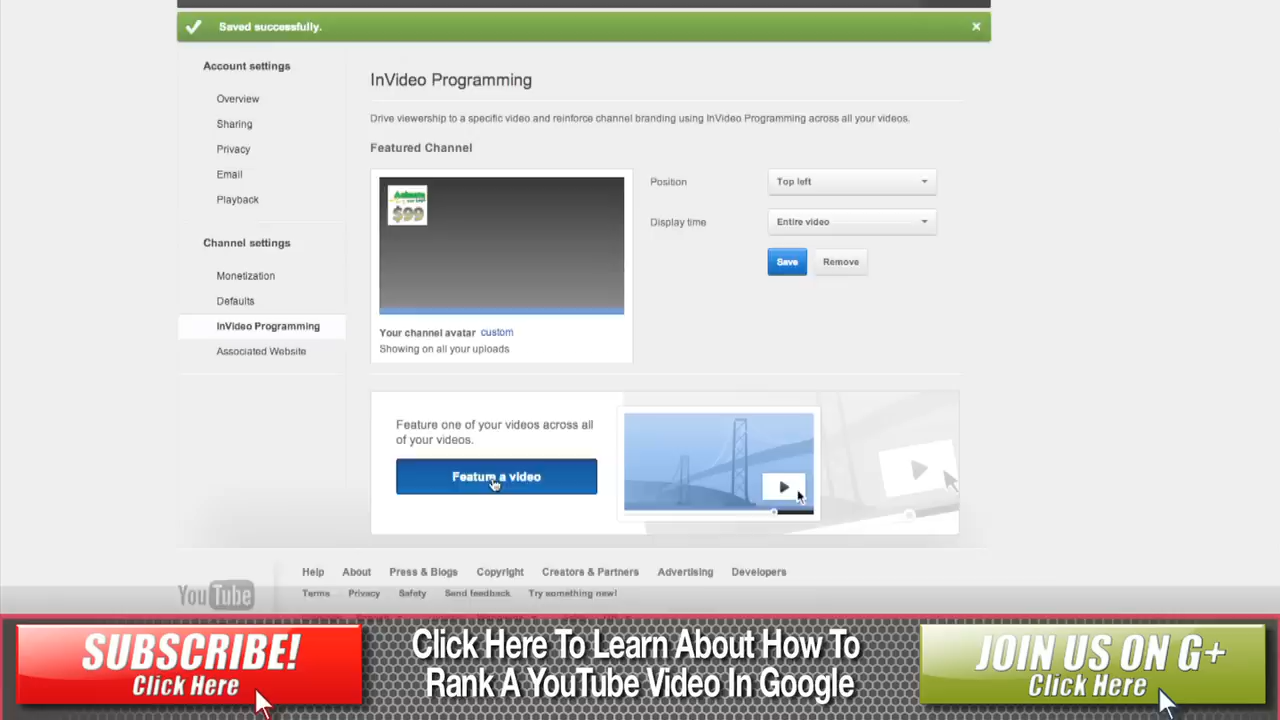 Saved successfully.
Account settings
Overview
Sharing
Privacy
Email
Playback
Channel settings
Monetization
Defaults
InVideo Programming
Associated Website
InVideo Programming
Drive viewership to a specific video and reinforce channel branding using InVideo Programming across all your videos.
Featured Channel
Animate
$99
Your channel avatar custom
Showing on all your uploads
Position
Top left
Display time
Entire video
Save
Remove
Feature one of your videos across all
of your videos.
Feature a video
YouTube
Help About Press & Blogs Copyright Creators & Partners Advertising Developers
Terms Privacy Safety Send feedback Try something new!
SUBSCRIBE!
Click Here
Click Here To Learn About How To
Rank A YouTube Video In Google
JOIN US ON G+
Click Here